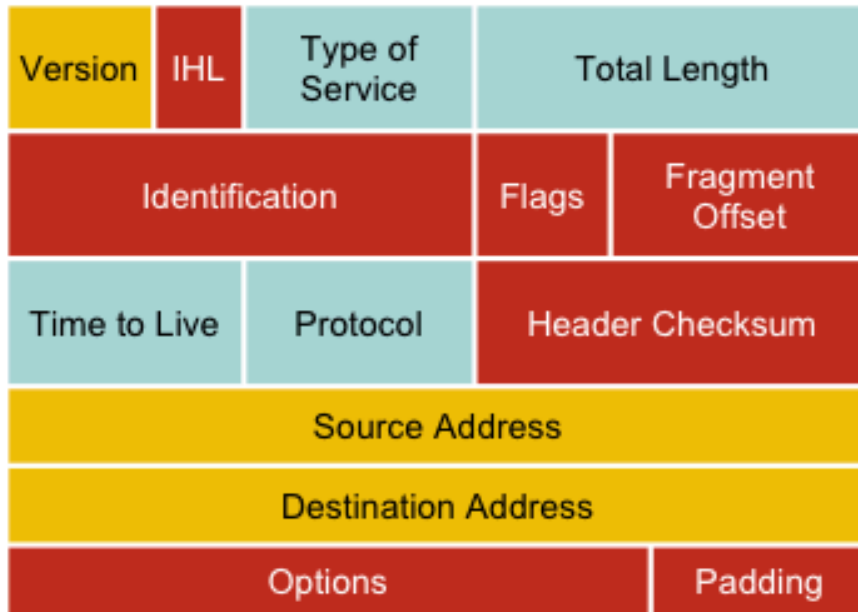 Version
IHL
Type of
Service
Total Length
Identification
Flags
Fragment
Offset
Time to Live
Protocol
Header Checksum
Source Address
Destination Address
Options
Padding